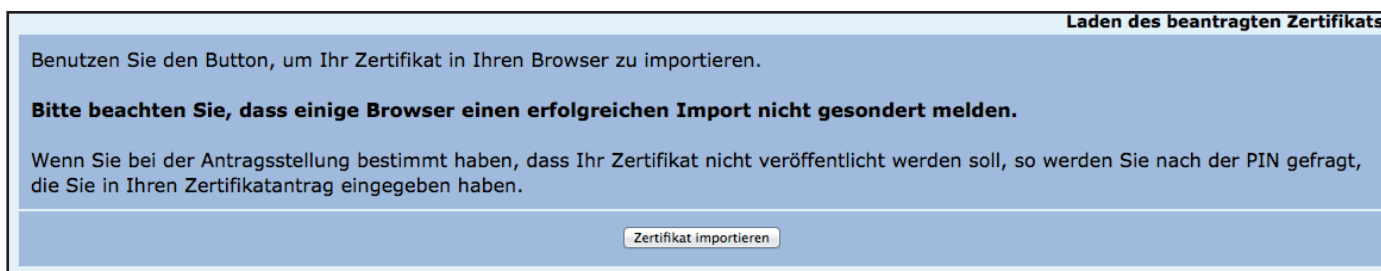 Laden des beantragten Zertifikats
Benutzen Sie den Button, um Ihr Zertifikat in Ihren Browser zu importieren.
Bitte beachten Sie, dass einige Browser einen erfolgreichen Import nicht gesondert melden.
Wenn Sie bei der Antragsstellung bestimmt haben, dass Ihr Zertifikat nicht veröffentlicht werden soll, so werden Sie nach der PIN gefragt,
die Sie in Ihren Zertifikatantrag eingegeben haben.
Zertifikat importieren